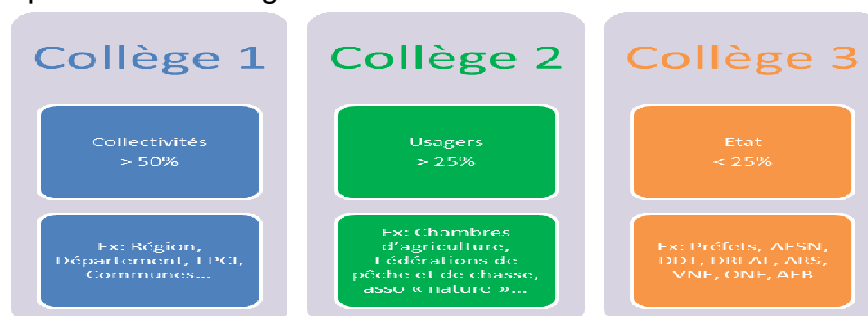 Collège 1
Collectivités
> 50%
Ex: Région,
Département, EPCI,
Communes...
Collège 2
Usagers
> 25%
Ex: Chambres
d'agriculture,
Fédérations de
pêche et de chasse,
asso « nature »...
Collège 3
Etat
< 25%
Ex: Préfets, AESN,
DDT, DREAL, ARS,
VNF, ONF, AFB